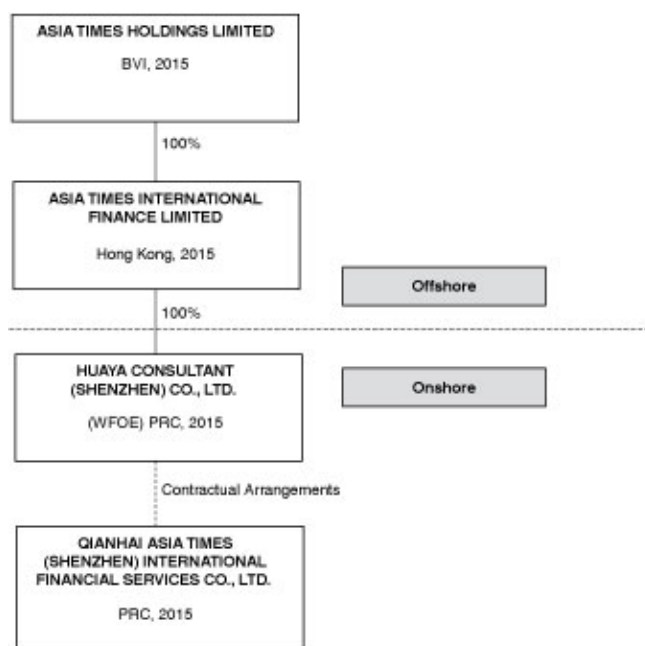 ASIA TIMES HOLDINGS LIMITED
BVI, 2015
100%
ASIA TIMES INTERNATIONAL
FINANCE LIMITED
Hong Kong, 2015
Offshore
100%
HUAYA CONSULTANT
(SHENZHEN) CO., LTD.
(WFOE) PRC, 2015
Onshore
Contractual Arrangements
QIANHAI ASIA TIMES
(SHENZHEN) INTERNATIONAL
FINANCIAL SERVICES CO., LTD.
PRC, 2015